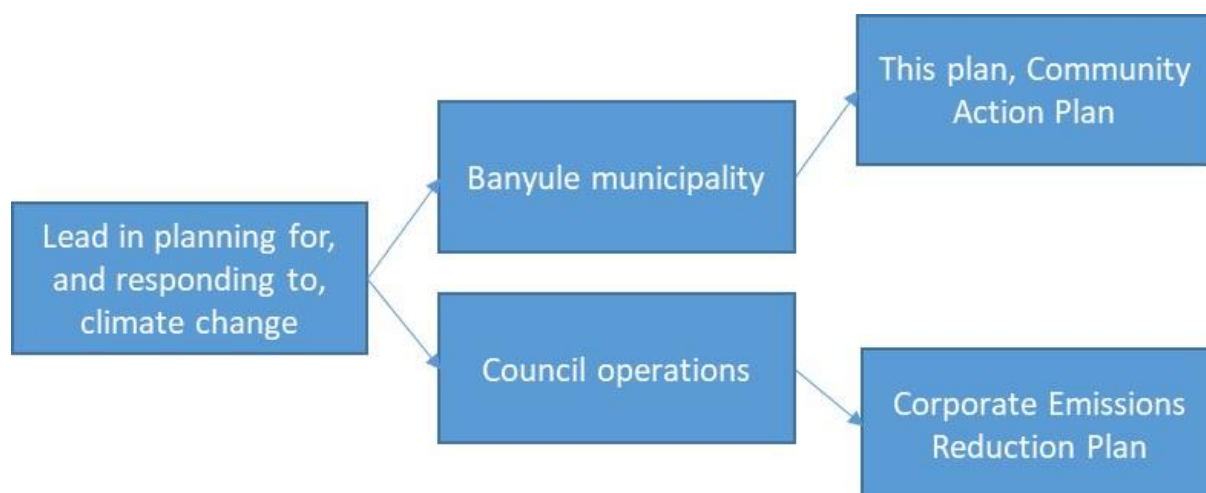 This plan, Community
Action Plan
Banyule municipality
Lead in planning for,
and responding to,
climate change
Council operations
Corporate Emissions
Reduction Plan